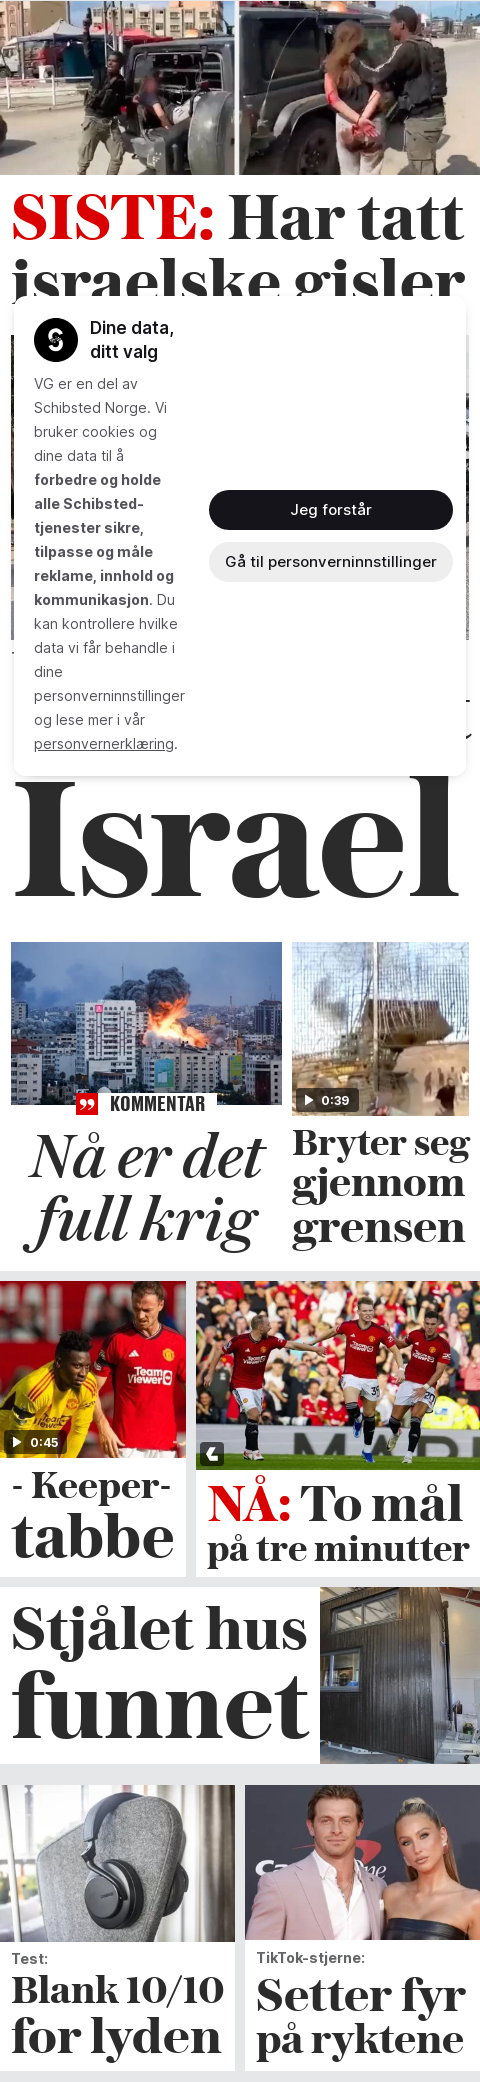 SISTE: Har tatt
israelske gisler
Dine data,
ditt valg
VG er en del av
Schibsted Norge. Vi
bruker cookies og
dine data til å
forbedre og holde
alle Schibsted-
tjenester sikre,
tilpasse og måle
reklame, innhold og
kommunikasjon. Du
kan kontrollere hvilke
data vi får behandle i
dine
personverninnstillinger
og lese mer i vår
personvernerklæring.
Jeg forstår
Gå til personverninnstillinger
Israel
KOMMENTAR
Nå er det
full krig
0:39
Bryter seg
gjennom
grensen
TeamViewer
0:45
- Keeper-
tabbe
NÅ: To mål
på tre minutter
Stjålet hus
funnet
Test:
Blank 10/10
for lyden
TikTok-stjerne:
Setter fyr
på ryktene